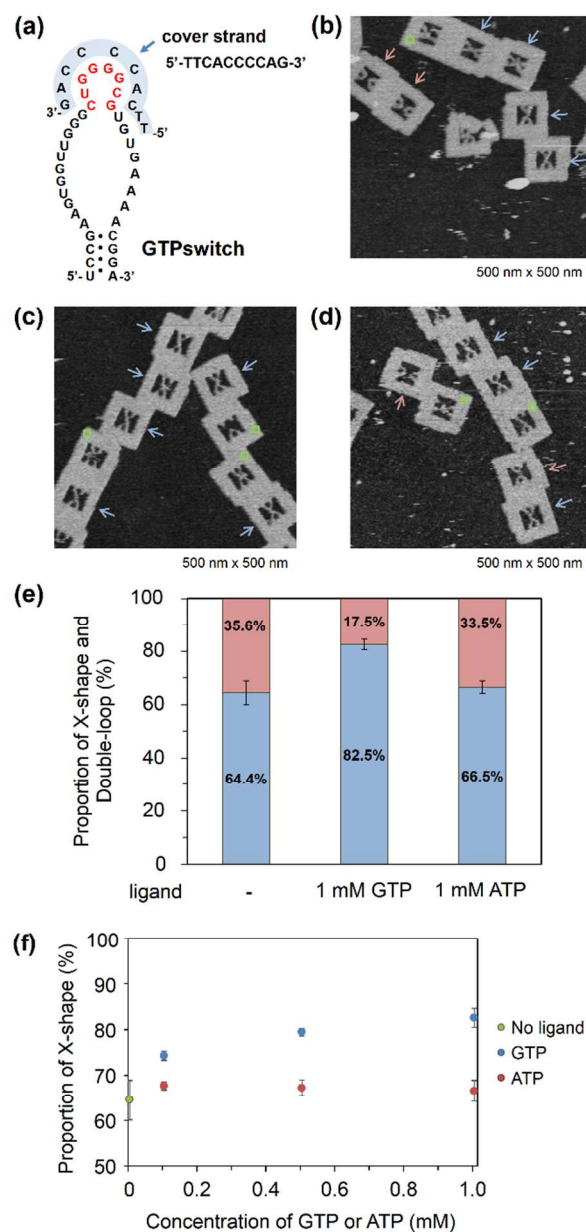 (a)
cover strand
5'-TTCACCCCAG-3'
3'-
-5'
GTPswitch
5'-U
A-3'
(b)
500 nm x 500 nm
(c)
500 nm x 500 nm
(d)
500 nm x 500 nm
(e)
Proportion of X-shape and
Double-loop (%)
100
80
60
40
20
0
35.6%
17.5%
33.5%
64.4%
82.5%
66.5%
ligand
-
1 mM GTP
1 mM ATP
(f)
Proportion of X-shape (%)
100
90
80
70
60
50
0
0.2
0.4
0.6
0.8
1.0
Concentration of GTP or ATP (mM)
No ligand
GTP
ATP